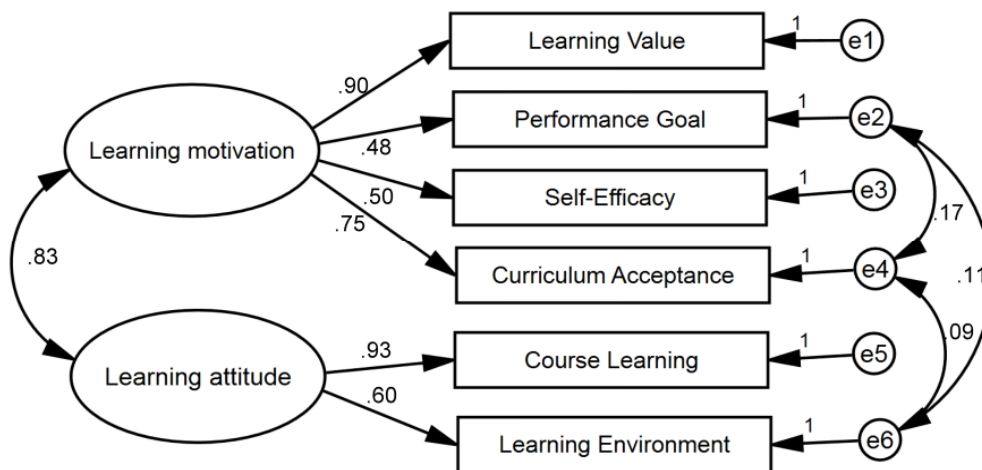 Learning Value
1
e1
.90
Performance Goal
1
e2
Learning motivation
.48
Self-Efficacy
1
e3
.50
.17
.75
Curriculum Acceptance
1
e4
.83
.11
.09
Course Learning
1
e5
.93
Learning attitude
.60
Learning Environment
1
e6